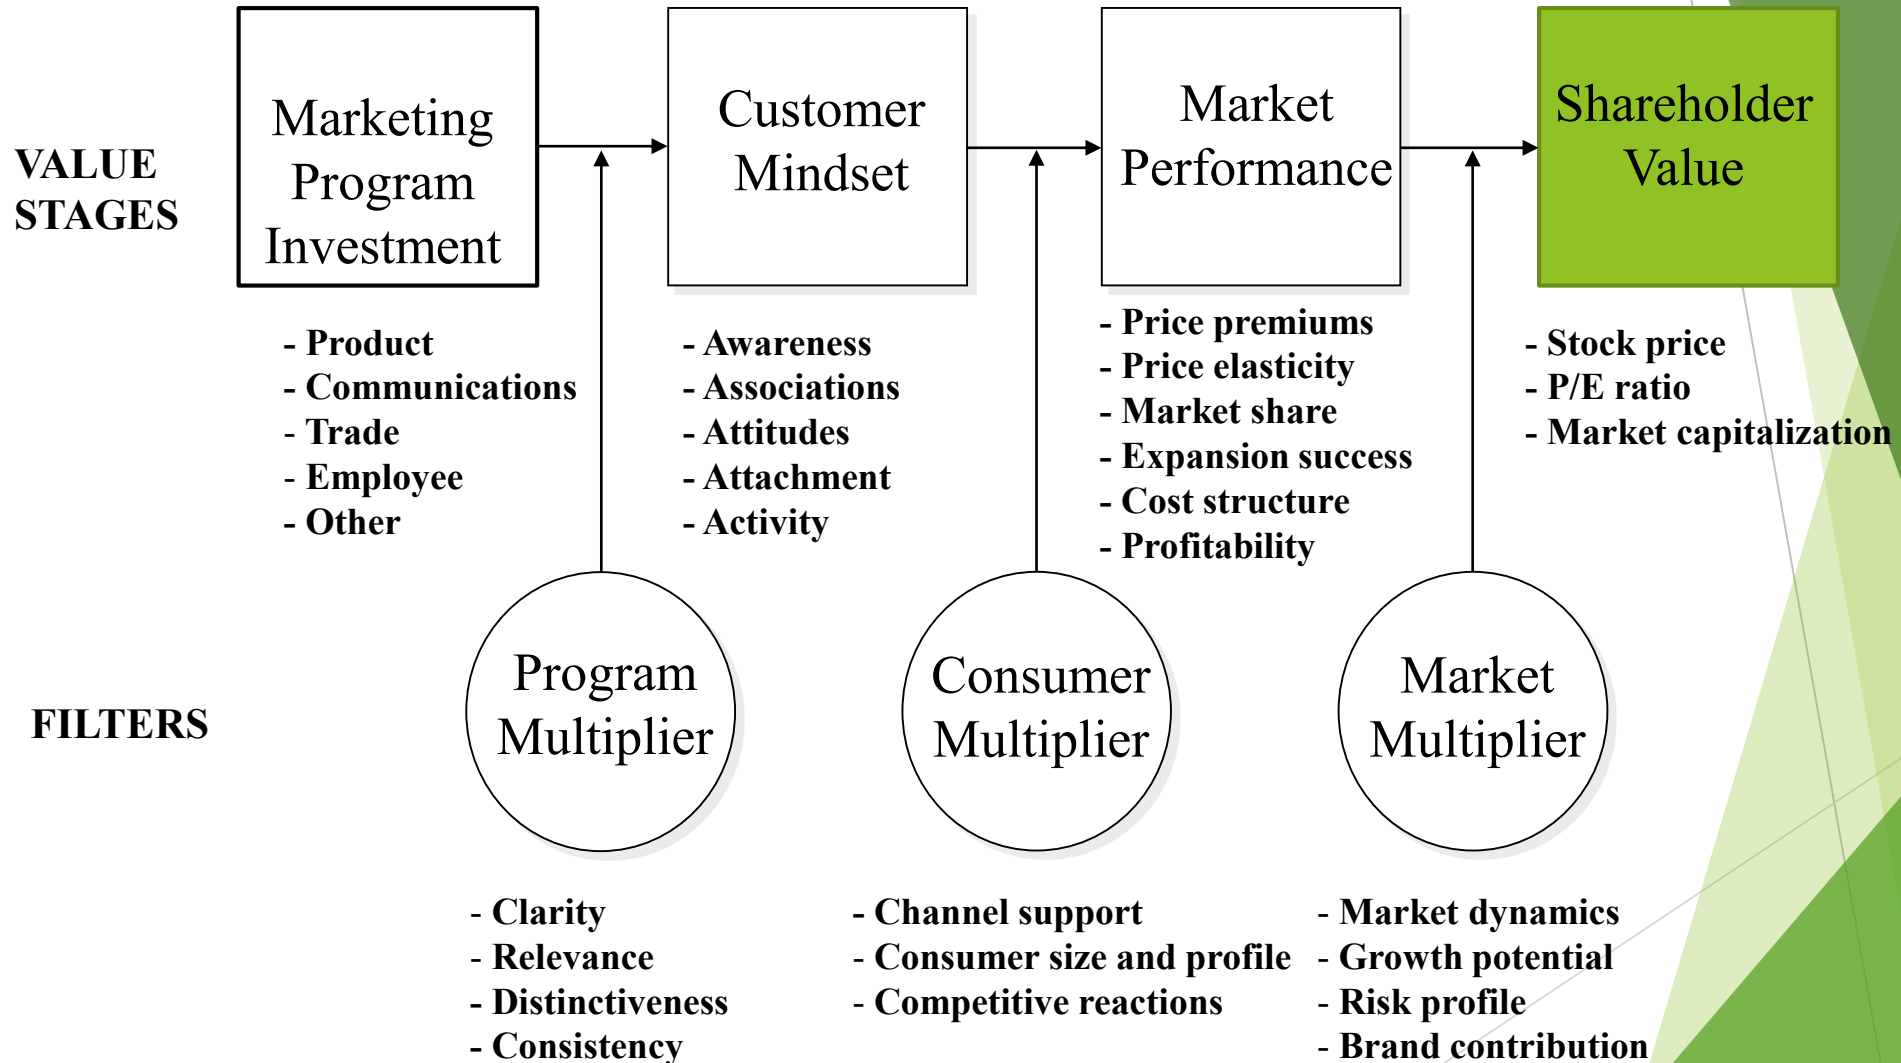 Marketing
Program
Investment
Customer
Mindset
Market
Performance
Shareholder
Value
VALUE
STAGES
- Product
- Communications
- Trade
- Employee
- Other
- Awareness
- Associations
- Attitudes
- Attachment
- Activity
- Price premiums
- Price elasticity
- Market share
- Expansion success
- Cost structure
- Profitability
- Stock price
- P/E ratio
- Market capitalization
FILTERS
Program
Multiplier
Consumer
Multiplier
Market
Multiplier
- Clarity
- Relevance
- Distinctiveness
- Consistency
- Channel support
- Consumer size and profile
- Competitive reactions
- Market dynamics
- Growth potential
- Risk profile
- Brand contribution